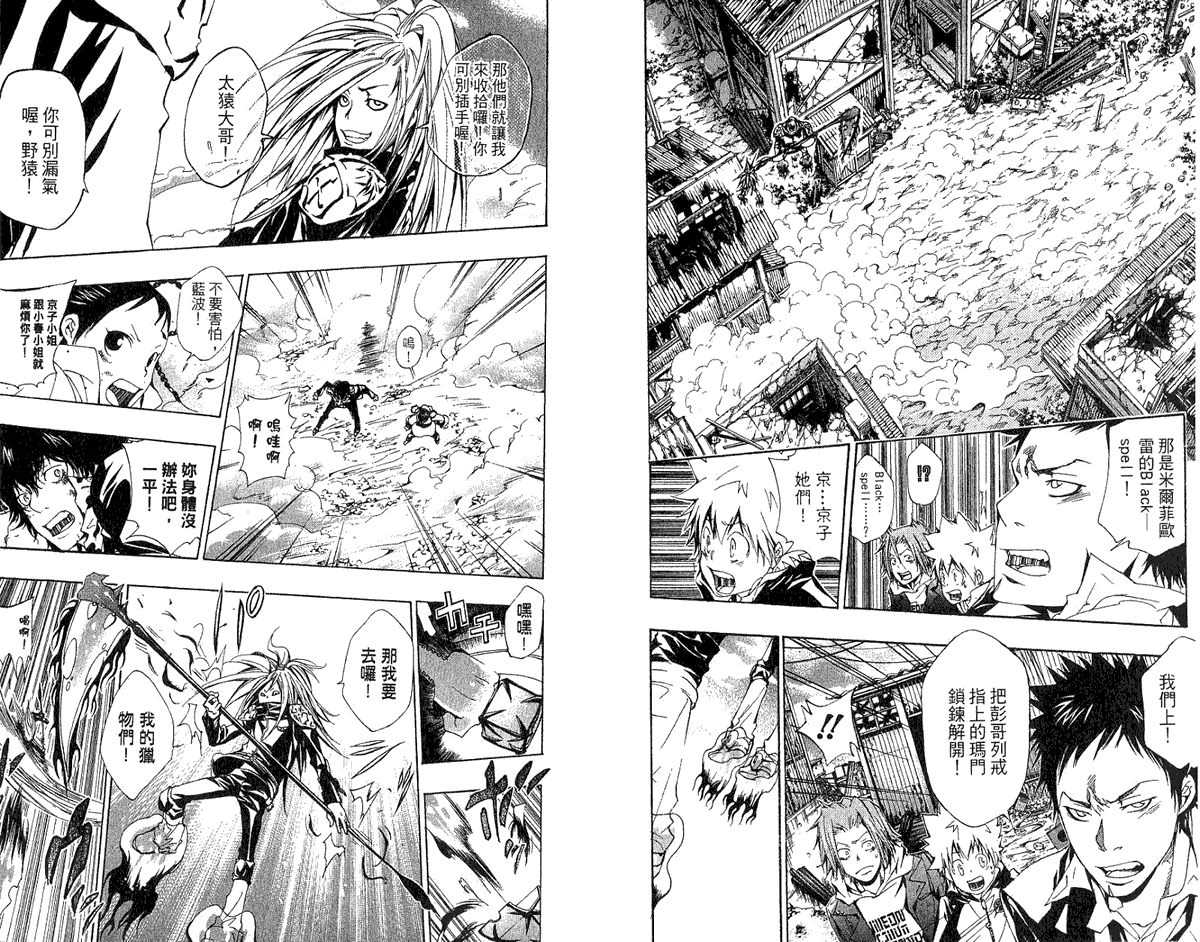 那是米爾菲歐
雷的Black
spell！
!?
Black
spell……？
京…京子
她們！
我們上！
把彭哥列戒
指上的瑪門
鎖鍊解開！
!!
那他們就讓我
來收拾囉！你
可別插手喔！
太猿大哥！
你可別漏氣
喔，野猿！
嗚！
嗚哇啊
啊！
不要害怕，
藍波！
京子小姐
跟小春小姐就
麻煩你了！
妳身體沒
辦法吧，
一平！
嘿嘿！
カチ
那我要
去囉！
我的獵
物們！